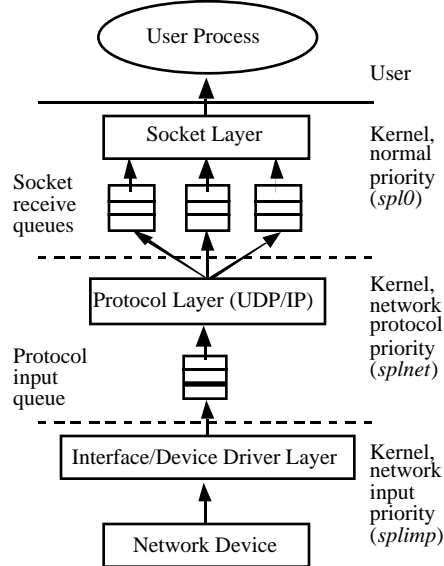 User Process
User
Socket Layer
Kernel,
normal
priority
(spl0)
Socket
receive
queues
Protocol Layer (UDP/IP)
Kernel,
network
protocol
priority
(splnet)
Protocol
input
queue
Interface/Device Driver Layer
Kernel,
network
input
priority
(splimp)
Network Device